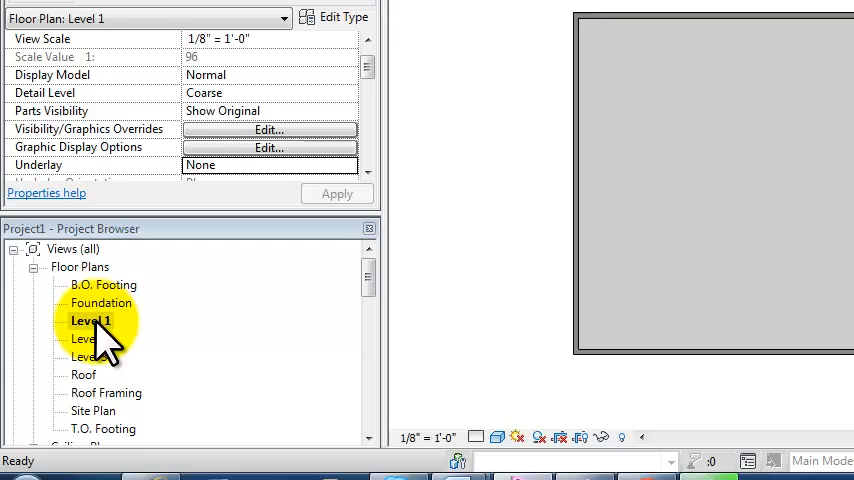 Floor Plan: Level 1
Edit Type
View Scale 1/8" = 1'-0"
Scale Value 1: 96
Display Model Normal
Detail Level Coarse
Parts Visibility Show Original
Visibility/Graphics Overrides Edit...
Graphic Display Options Edit...
Underlay None
Properties help
Apply
Project1 - Project Browser
Views (all)
Floor Plans
B.O. Footing
Foundation
Level 1
Leve
Leve
Roof
Roof Framing
Site Plan
T.O. Footing
1/8" = 1'-0"
Ready
:0
Main Mode